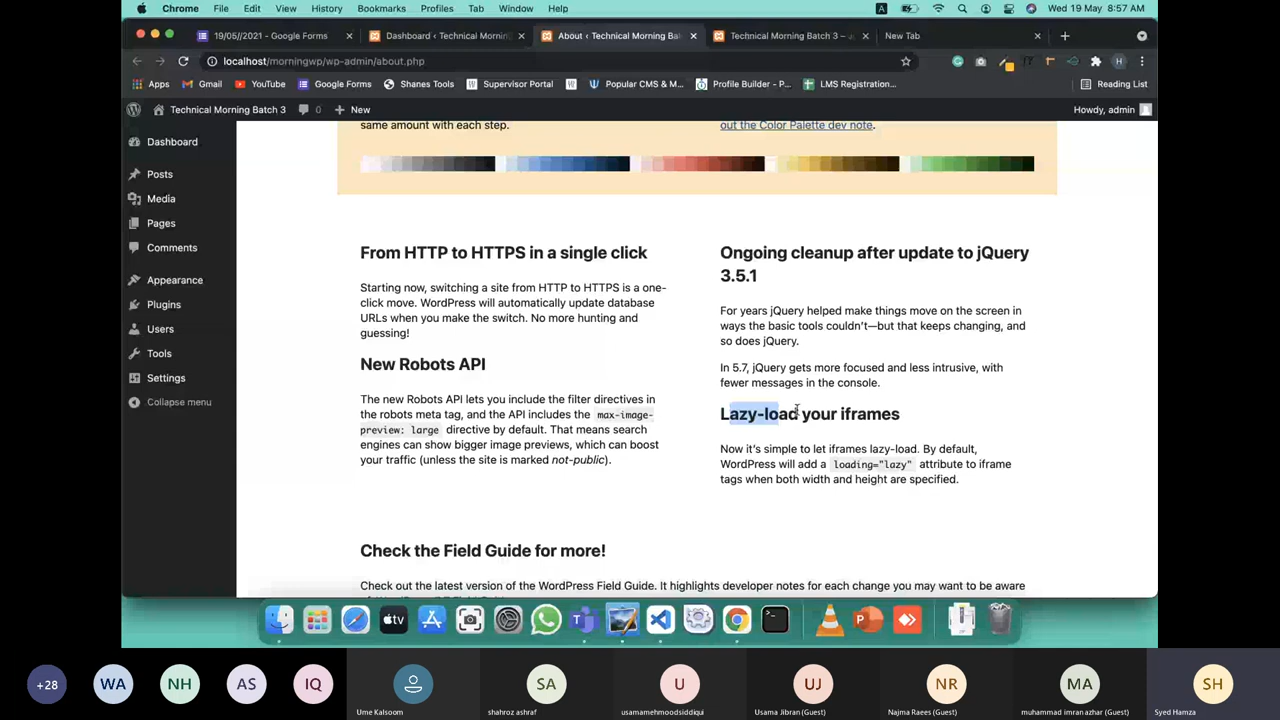 Chrome File Edit View History Bookmarks Profiles Tab Window Help A Wed 19 May 8:57 AM
19/05//2021 - Google Forms Dashboard ‹ Technical Mornin About ‹ Technical Morning Bat Technical Morning Batch 3 – New Tab
localhost/morningwp/wp-admin/about.php
Apps Gmail YouTube Google Forms Shanes Tools Supervisor Portal Popular CMS & M... Profile Builder - P... LMS Registration... Reading List
Technical Morning Batch 3 0 New Howdy, admin
Dashboard
Posts
Media
Pages
Comments
Appearance
Plugins
Users
Tools
Settings
Collapse menu
same amount with each step.
out the Color Palette dev note.
From HTTP to HTTPS in a single click
Starting now, switching a site from HTTP to HTTPS is a one-
click move. WordPress will automatically update database
URLs when you make the switch. No more hunting and
guessing!
New Robots API
The new Robots API lets you include the filter directives in
the robots meta tag, and the API includes the max-image-
preview: large directive by default. That means search
engines can show bigger image previews, which can boost
your traffic (unless the site is marked not-public).
Ongoing cleanup after update to jQuery
3.5.1
For years jQuery helped make things move on the screen in
ways the basic tools couldn't—but that keeps changing, and
so does jQuery.
In 5.7, jQuery gets more focused and less intrusive, with
fewer messages in the console.
Lazy-load your iframes
Now it's simple to let iframes lazy-load. By default,
WordPress will add a loading="lazy" attribute to iframe
tags when both width and height are specified.
Check the Field Guide for more!
Check out the latest version of the WordPress Field Guide. It highlights developer notes for each change you may want to be aware
tv
+28 WA NH AS IQ SA U UJ NR MA SH
Ume Kalsoom shahroz ashraf usamamehmoodsiddiqui Usama Jibran (Guest) Najma Raees (Guest) muhammad imran azhar (Guest) Syed Hamza